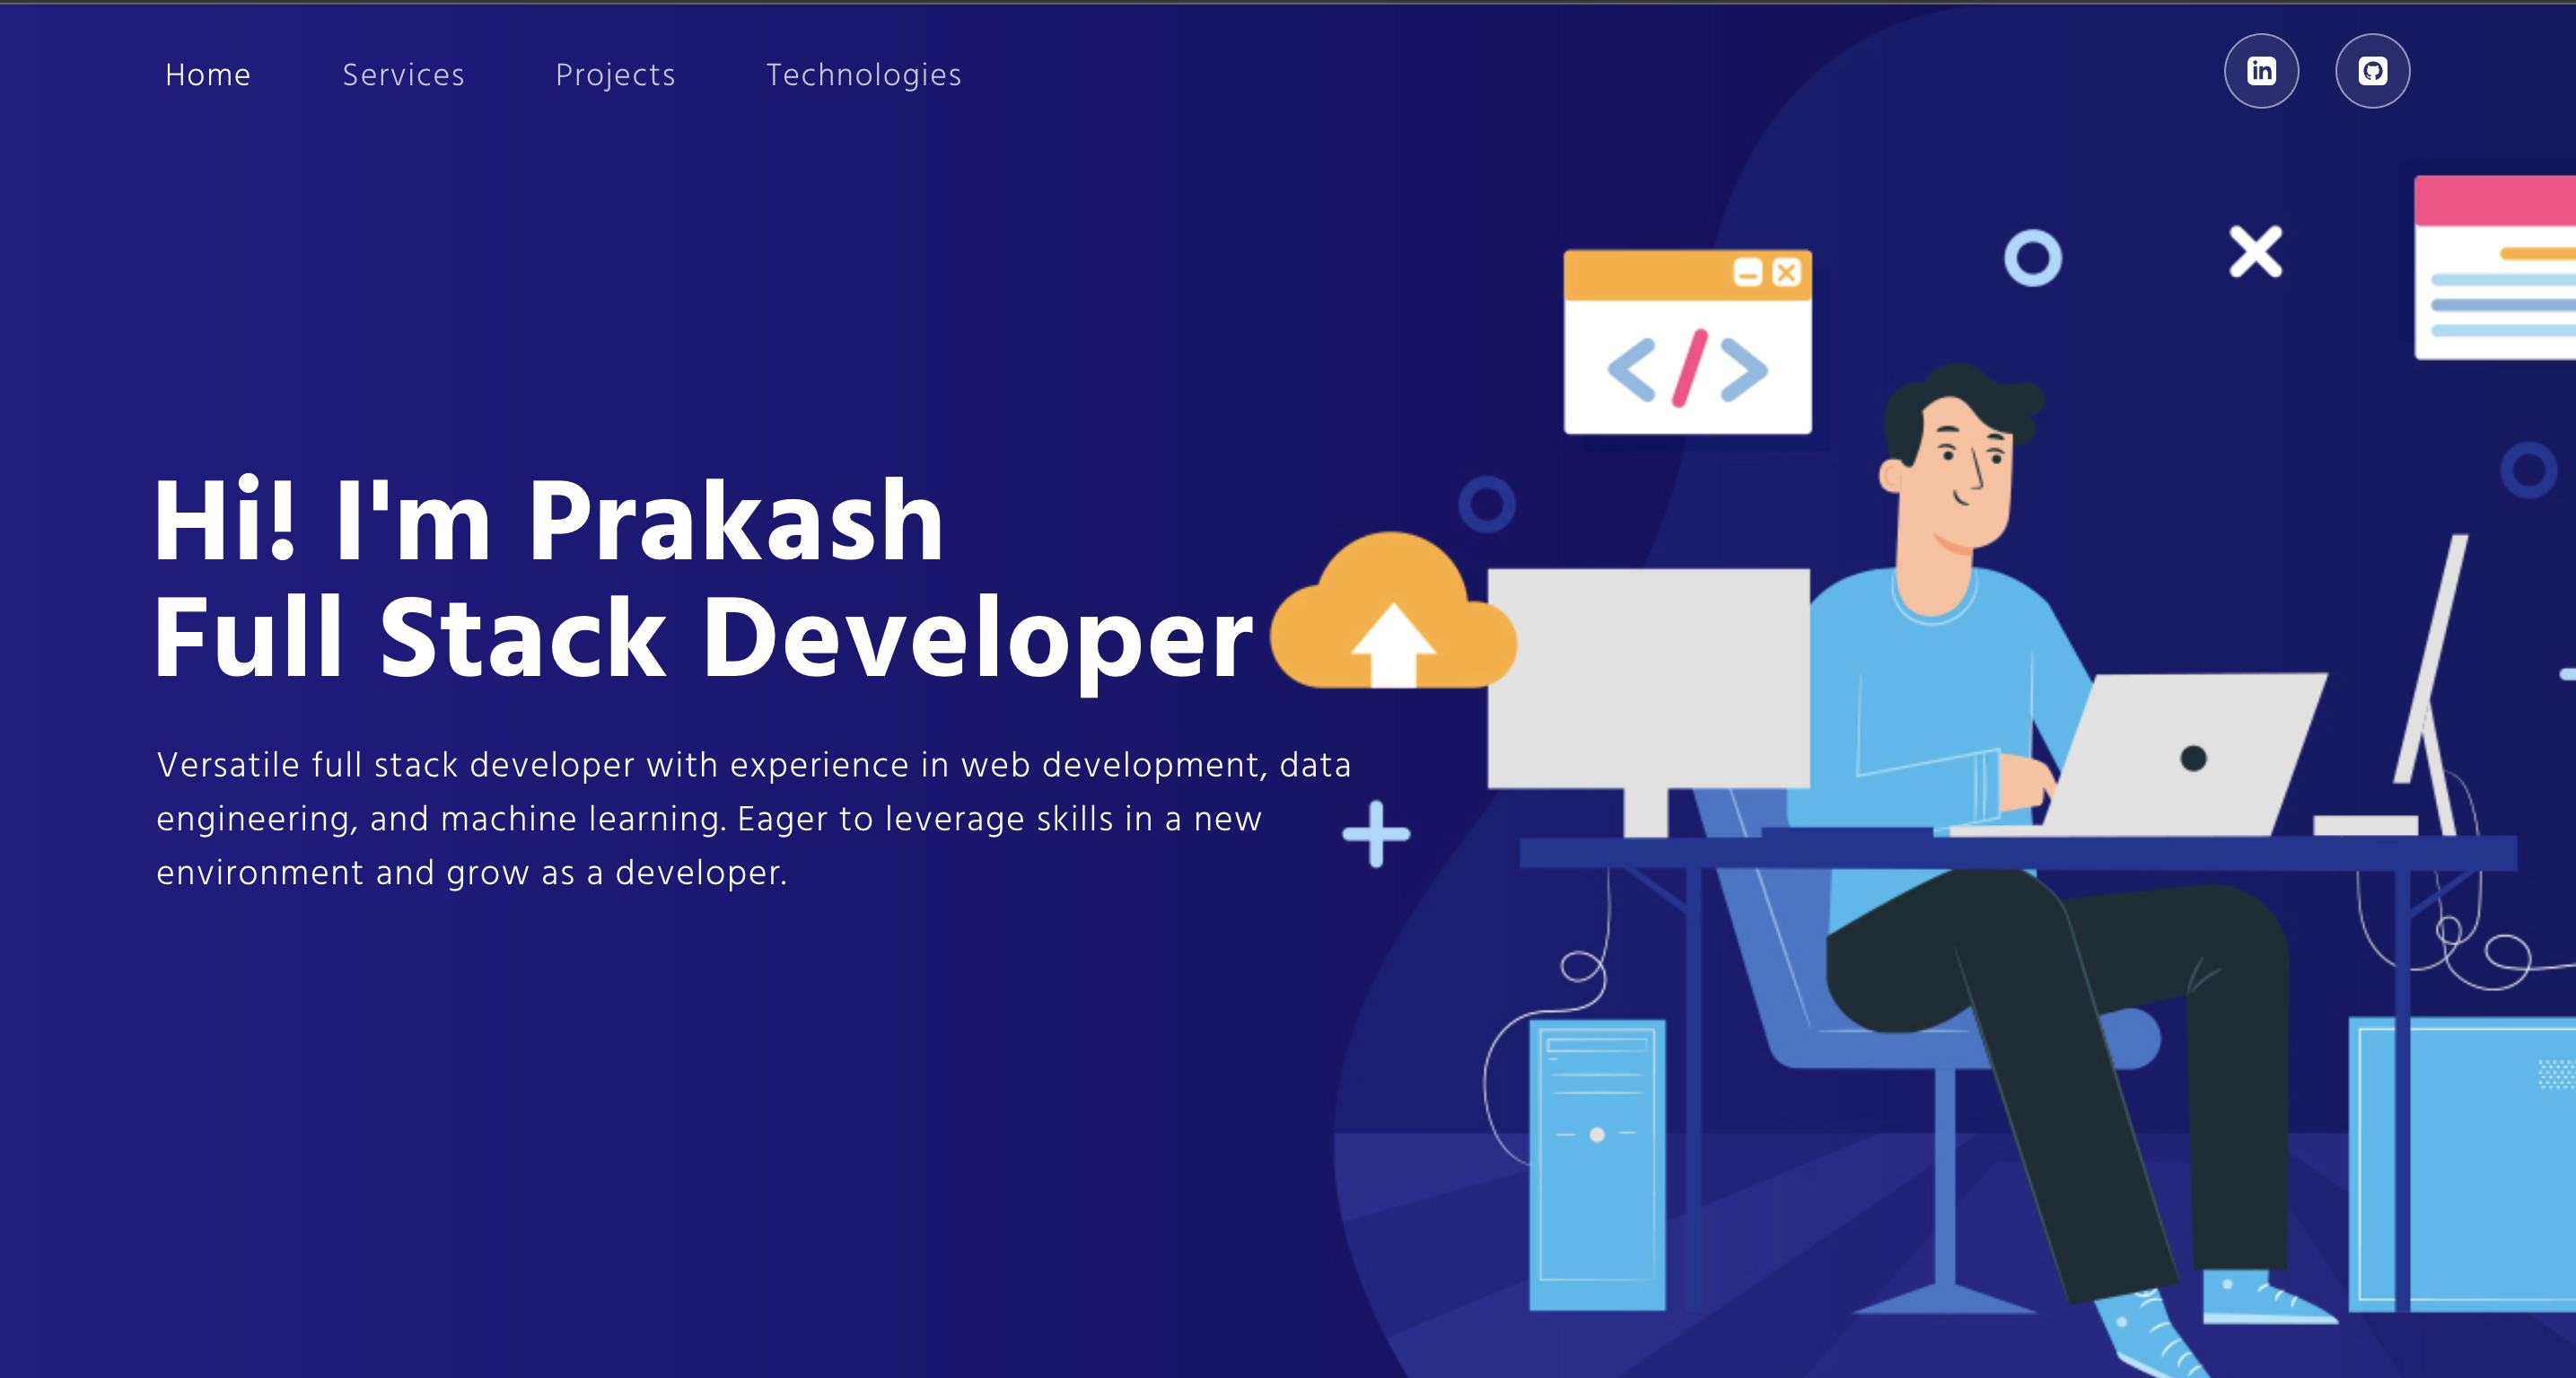 Home Services Projects Technologies
in
</>
Hi! I'm Prakash
Full Stack Developer
Versatile full stack developer with experience in web development, data
engineering, and machine learning. Eager to leverage skills in a new
environment and grow as a developer.